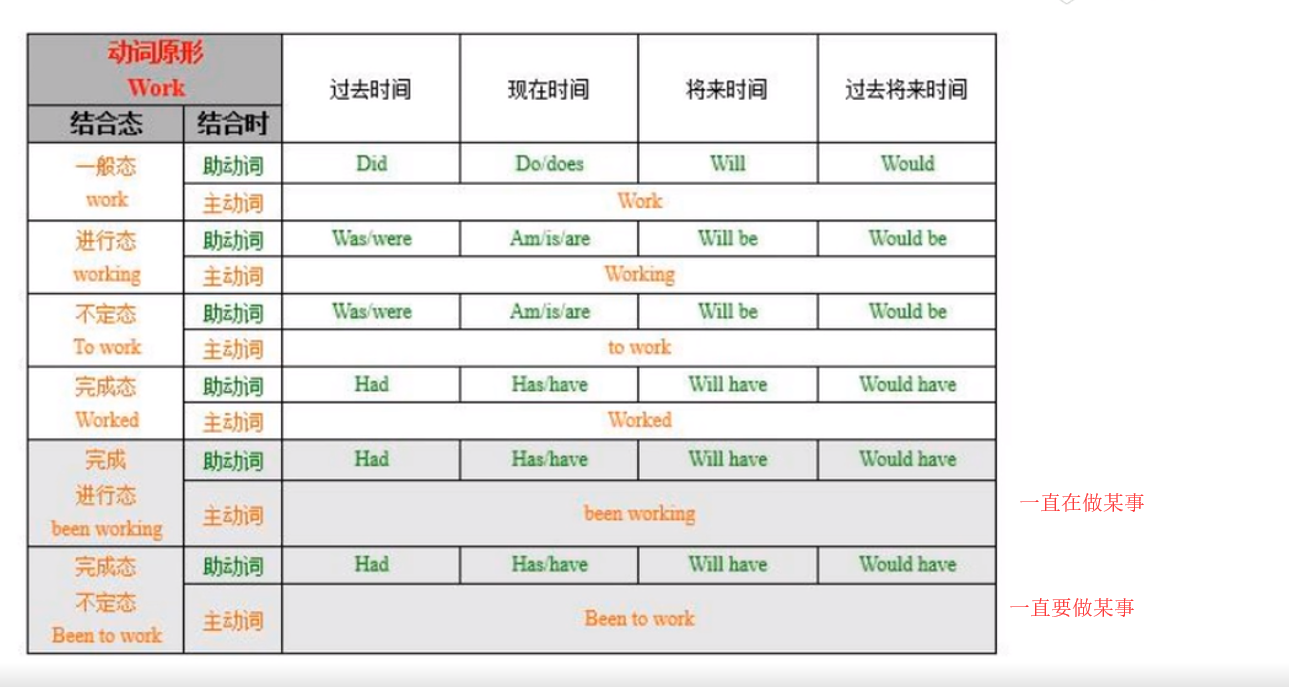 动词原形
Work
过去时间 现在时间 将来时间 过去将来时间
结合态 结合时
一般态 助动词 Did Do/does Will Would
work 主动词 Work
进行态 助动词 Was/were Am/is/are Will be Would be
working 主动词 Working
不定态 助动词 Was/were Am/is/are Will be Would be
To work 主动词 to work
完成态 助动词 Had Has/have Will have Would have
Worked 主动词 Worked
完成 助动词 Had Has/have Will have Would have
进行态
been working 主动词 been working 一直在做某事
完成态 助动词 Had Has/have Will have Would have
不定态
Been to work 主动词 Been to work 一直要做某事